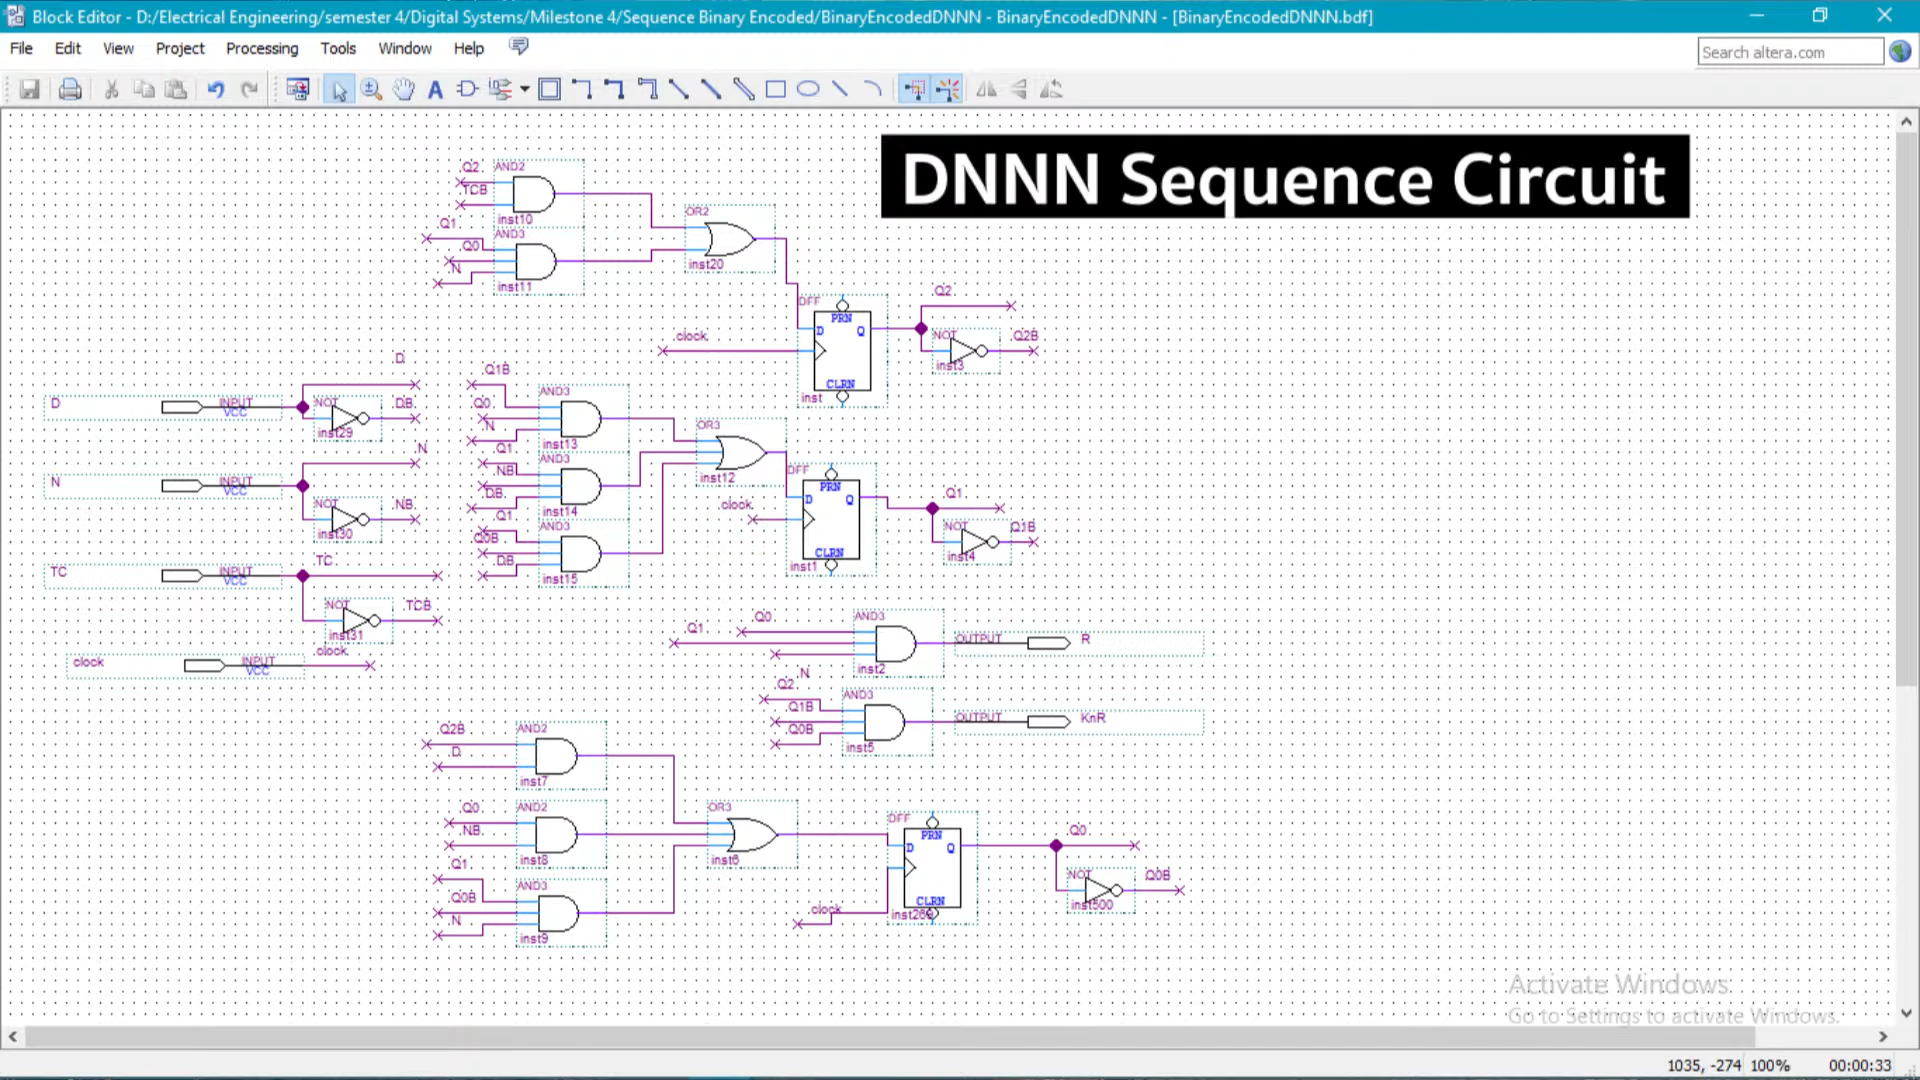 Block Editor - D:/Electrical Engineering/semester 4/Digital Systems/Milestone 4/Sequence Binary Encoded/BinaryEncodedDNNN - BinaryEncodedDNNN - [BinaryEncodedDNNN.bdf]
File Edit View Project Processing Tools Window Help
Search altera.com
DNNN Sequence Circuit
Q2 AND2
TCB
inst10
Q1 AND3
Q0
N
inst11
OR2
inst20
DFF
PRN
D Q
CLRN
inst
clock
Q2
NOT Q2B
inst3
D
D INPUT
VCC
NOT DB
inst29
N
N INPUT
VCC
NOT NB
inst30
TC
TC INPUT
VCC
NOT TCB
inst31
clock
clock INPUT
VCC
Q1B
AND3
Q0
N
inst13
Q1 AND3
NB
DB
inst14
Q1 AND3
Q0B
DB
inst15
OR3
inst12
DFF
PRN
D Q
CLRN
inst1
clock
Q1
NOT Q1B
inst4
Q0 AND3
Q1
N
inst2
OUTPUT R
Q2 AND3
Q1B
Q0B
inst5
OUTPUT KnR
Q2B AND2
D
inst7
Q0 AND2
NB
inst8
Q1 AND3
Q0B
N
inst9
OR3
inst6
DFF
PRN
D Q
CLRN
clock
Q0
NOT Q0B
inst500
Activate Windows
Go to Settings to activate Windows.
1035, -274 100% 00:00:33